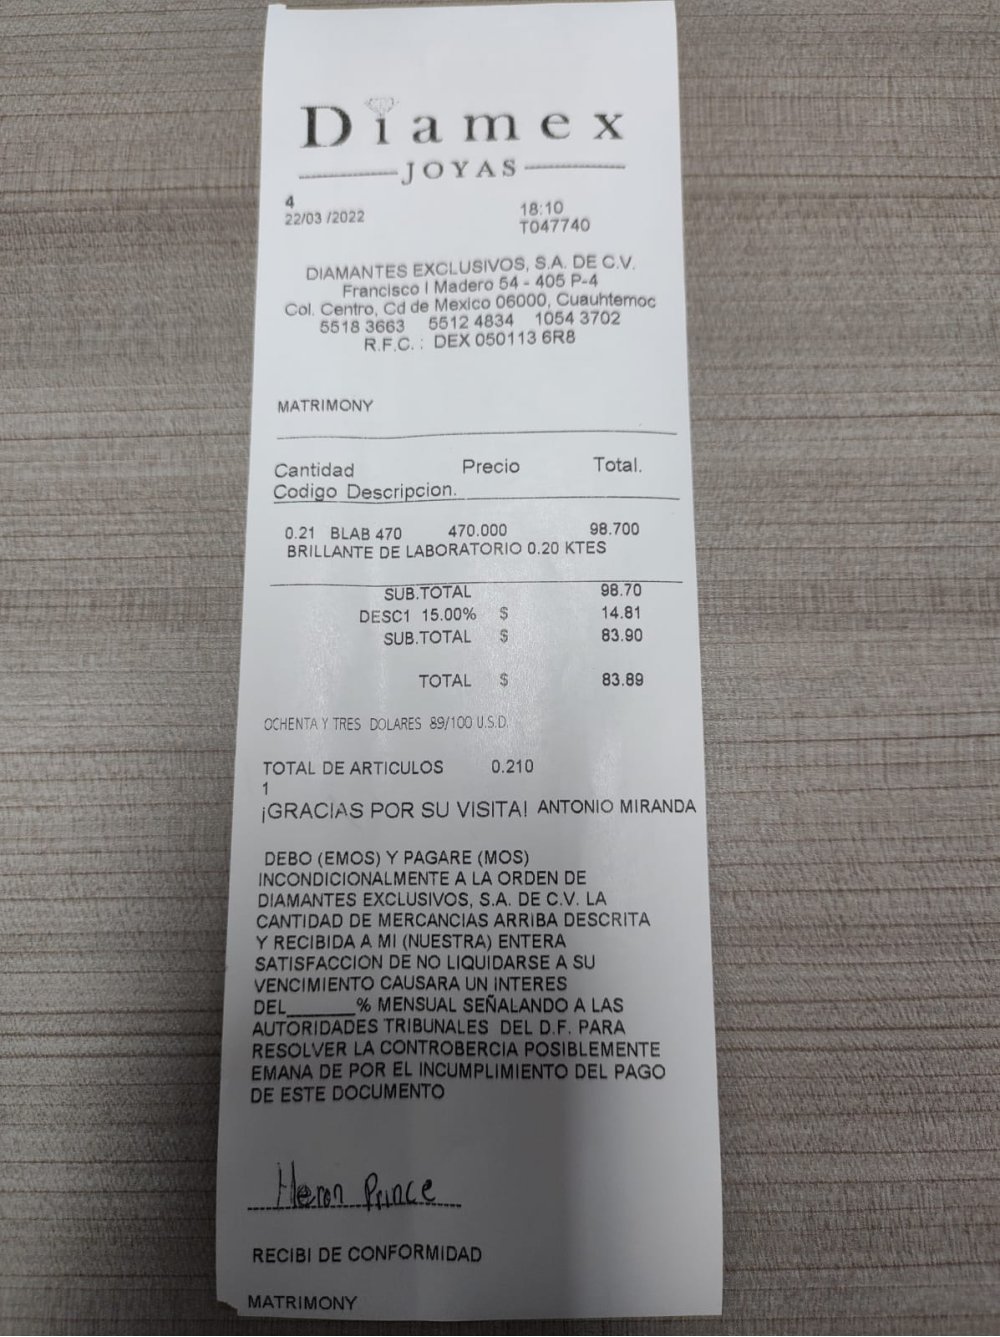 Diamex
JOYAS
4
22/03 /2022 18:10
T047740
DIAMANTES EXCLUSIVOS, S.A. DE C.V.
Francisco I Madero 54 - 405 P-4
Col. Centro, Cd de Mexico 06000, Cuauhtemoc
5518 3663 5512 4834 1054 3702
R.F.C. : DEX 050113 6R8
MATRIMONY
Cantidad Precio Total.
Codigo Descripcion.
0.21 BLAB 470 470.000 98.700
BRILLANTE DE LABORATORIO 0.20 KTES
SUB.TOTAL 98.70
DESC1 15.00% $ 14.81
SUB.TOTAL $ 83.90
TOTAL $ 83.89
OCHENTA Y TRES DOLARES 89/100 U.S.D.
TOTAL DE ARTICULOS 0.210
1
¡GRACIAS POR SU VISITA! ANTONIO MIRANDA
DEBO (EMOS) Y PAGARE (MOS)
INCONDICIONALMENTE A LA ORDEN DE
DIAMANTES EXCLUSIVOS, S.A. DE C.V. LA
CANTIDAD DE MERCANCIAS ARRIBA DESCRITA
Y RECIBIDA A MI (NUESTRA) ENTERA
SATISFACCION DE NO LIQUIDARSE A SU
VENCIMIENTO CAUSARA UN INTERES
DEL_______% MENSUAL SEÑALANDO A LAS
AUTORIDADES TRIBUNALES DEL D.F. PARA
RESOLVER LA CONTROBERCIA POSIBLEMENTE
EMANA DE POR EL INCUMPLIMIENTO DEL PAGO
DE ESTE DOCUMENTO
Heron Prince
RECIBI DE CONFORMIDAD
MATRIMONY